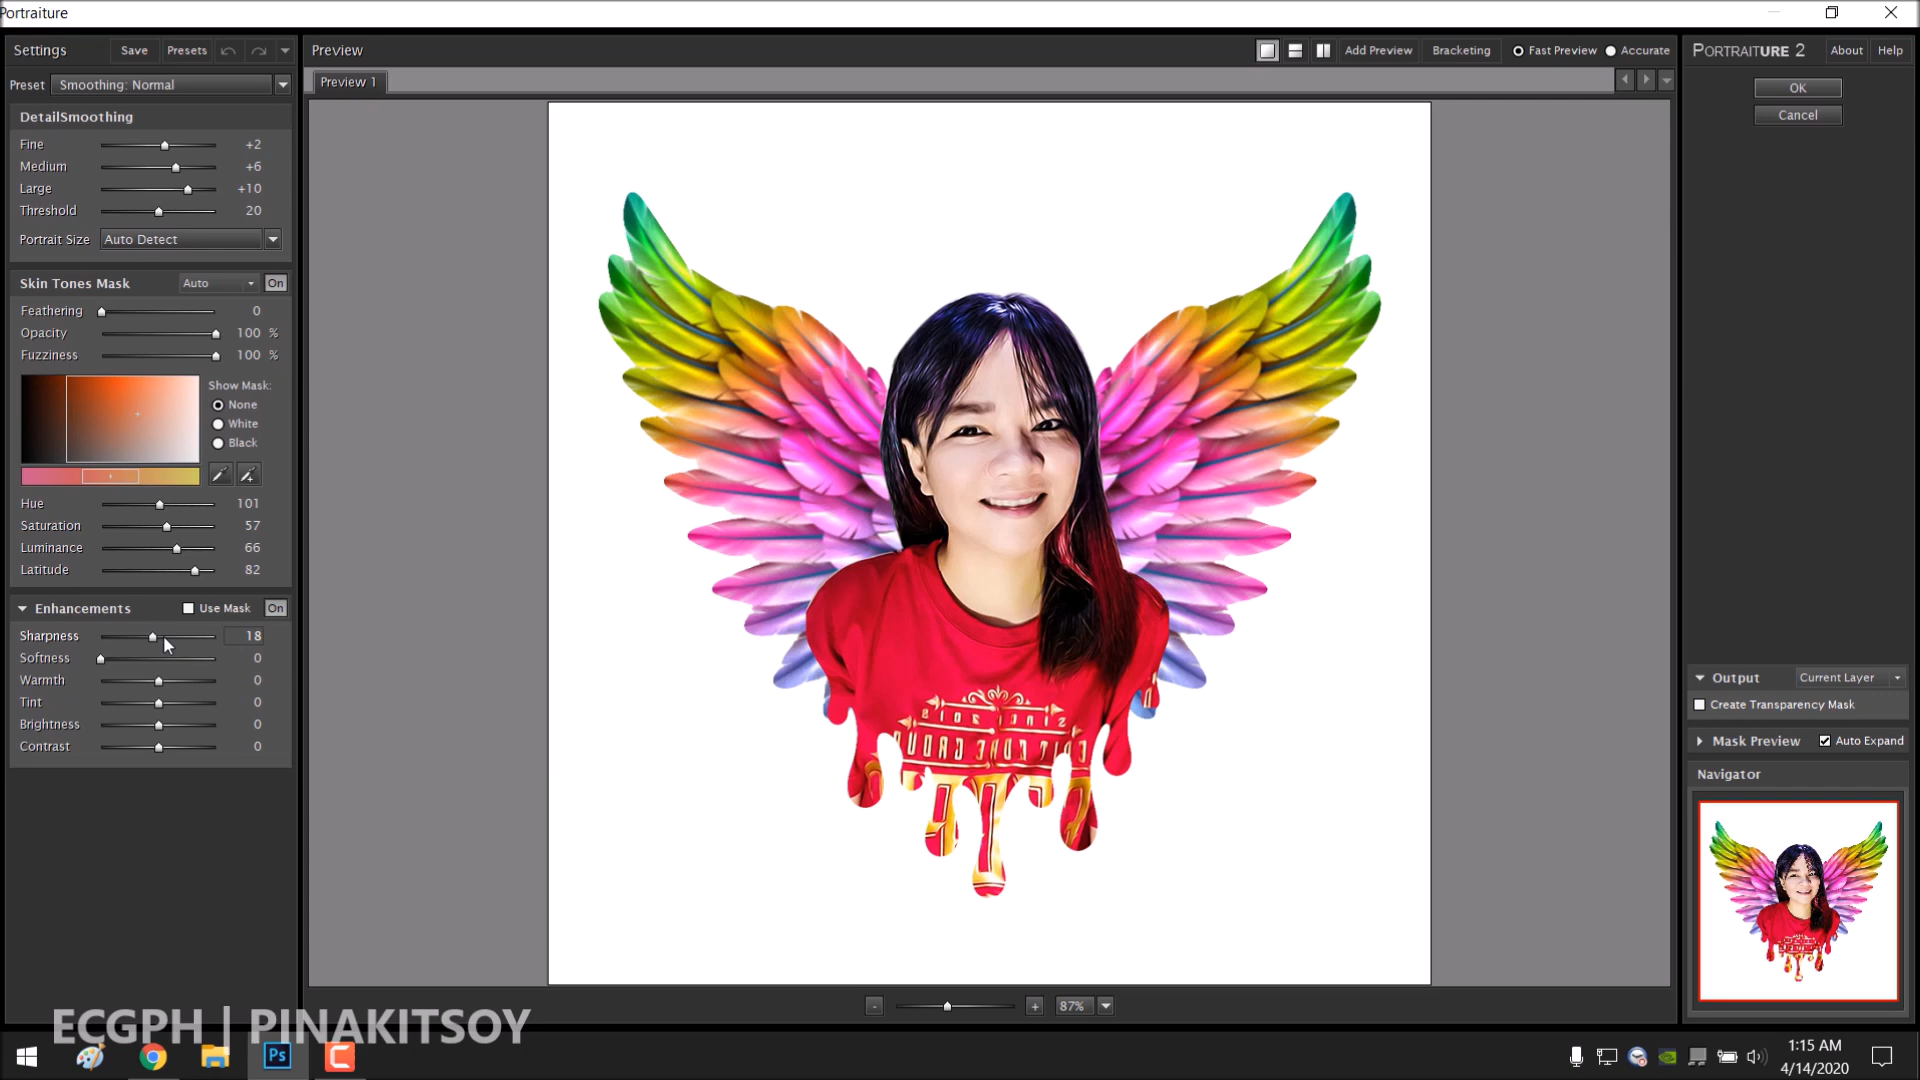 Portraiture
Settings Save Presets
Preset Smoothing: Normal
DetailSmoothing
Fine +2
Medium +6
Large +10
Threshold 20
Portrait Size Auto Detect
Skin Tones Mask Auto On
Feathering 0
Opacity 100 %
Fuzziness 100 %
Show Mask:
None
White
Black
Hue 101
Saturation 57
Luminance 66
Latitude 82
Enhancements Use Mask On
Sharpness 18
Softness 0
Warmth 0
Tint 0
Brightness 0
Contrast 0
Preview Add Preview Bracketing Fast Preview Accurate
Preview 1
- + 87%
PORTRAITURE 2 About Help
OK
Cancel
Output Current Layer
Create Transparency Mask
Mask Preview Auto Expand
Navigator
ECGPH | PINAKITSOY
Ps
1:15 AM
4/14/2020